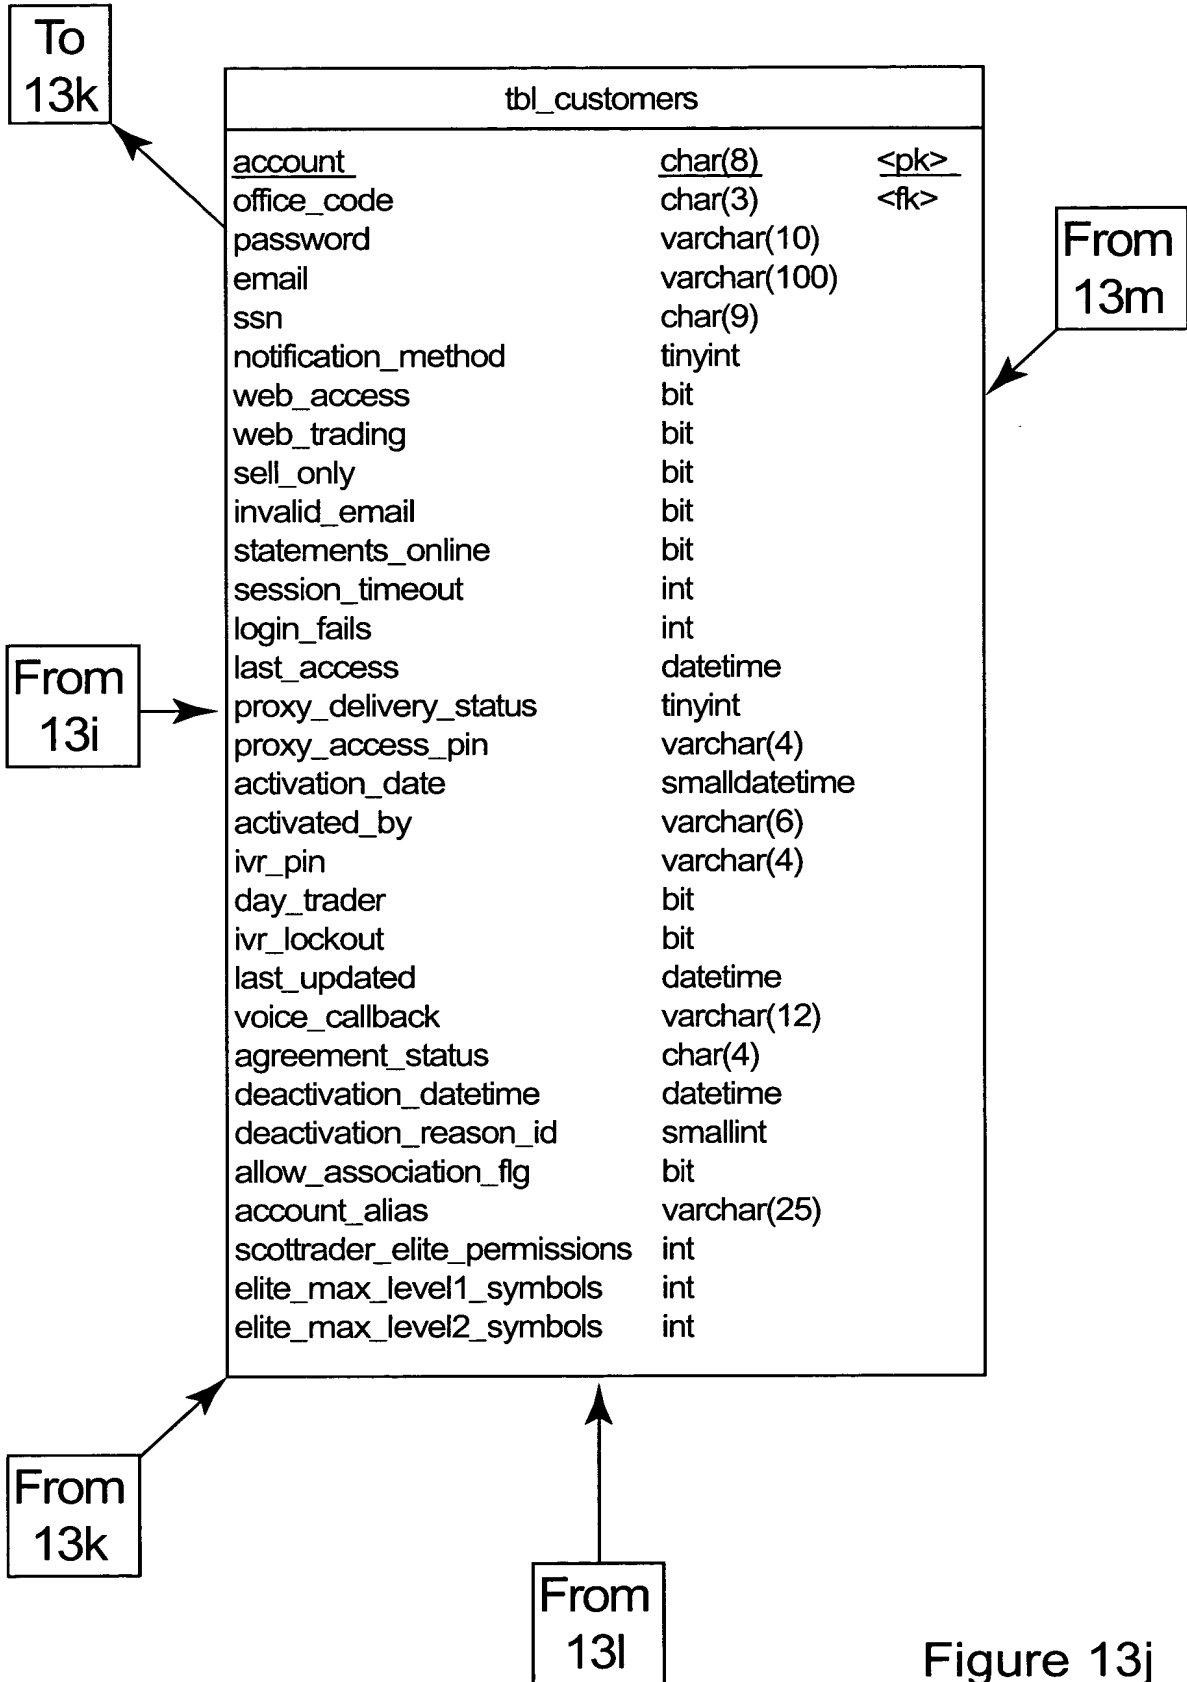 To
13k
tbl_customers
account char(8) <pk>
office_code char(3) <fk>
password varchar(10)
email varchar(100)
ssn char(9)
notification_method tinyint
web_access bit
web_trading bit
sell_only bit
invalid_email bit
statements_online bit
session_timeout int
login_fails int
last_access datetime
proxy_delivery_status tinyint
proxy_access_pin varchar(4)
activation_date smalldatetime
activated_by varchar(6)
ivr_pin varchar(4)
day_trader bit
ivr_lockout bit
last_updated datetime
voice_callback varchar(12)
agreement_status char(4)
deactivation_datetime datetime
deactivation_reason_id smallint
allow_association_flg bit
account_alias varchar(25)
scottrader_elite_permissions int
elite_max_level1_symbols int
elite_max_level2_symbols int
From
13m
From
13i
From
13k
From
13l
Figure 13j